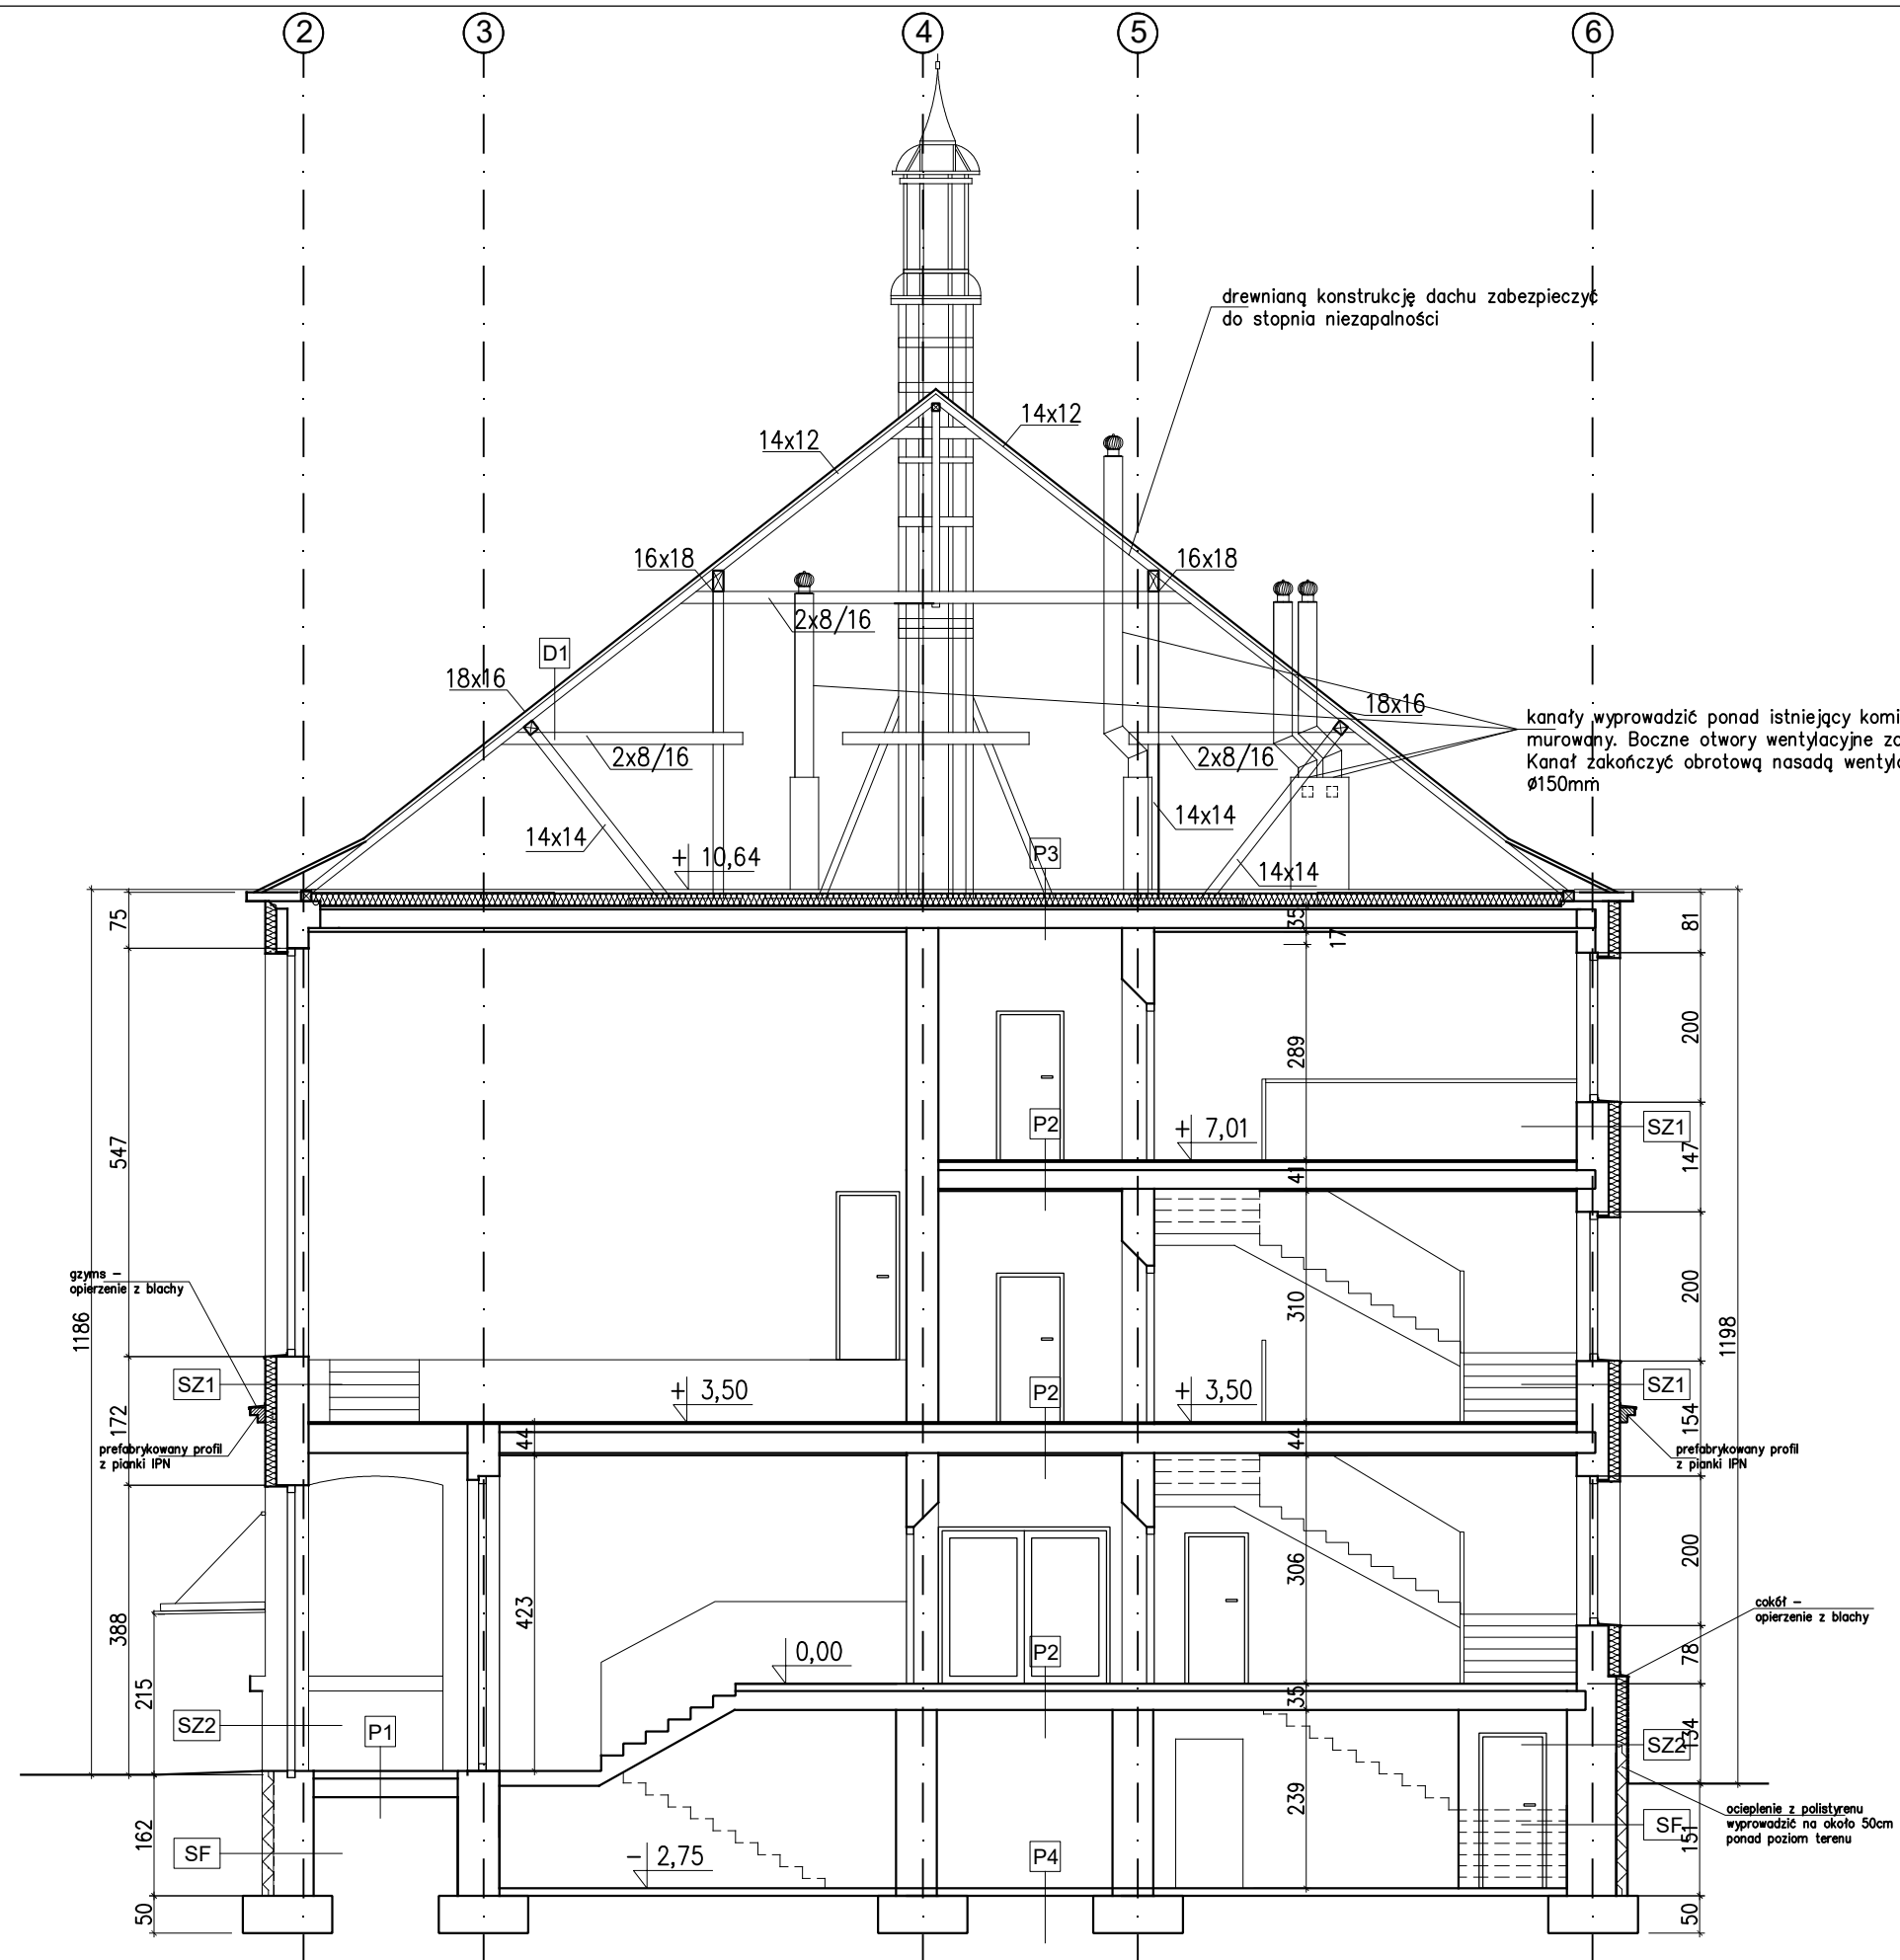 2
3
4
5
6
drewnianą konstrukcję dachu zabezpieczyć
do stopnia niezapalności
14x12
14x12
16x18
16x18
2x8/16
D1
18x16
18x16
kanały wyprowadzić ponad istniejący komi
murowany. Boczne otwory wentylacyjne za
Kanał zakończyć obrotową nasadą wentyla
ø150mm
2x8/16
2x8/16
14x14
14x14
14x14
+ 10,64
P3
75
35
17
81
200
289
547
P2
+ 7,01
SZ1
147
41
gzyms –
opierzenie z blachy
1186
310
200
1198
SZ1
+ 3,50
P2
+ 3,50
SZ1
172
154
prefabrykowany profil
z pianki IPN
44
44
prefabrykowany profil
z pianki IPN
200
306
423
388
cokół –
opierzenie z blachy
0,00
P2
78
215
35
SZ2
P1
134
SZ2
239
ocieplenie z polistyrenu
wyprowadzić na około 50cm
ponad poziom terenu
162
SF
– 2,75
P4
SF
151
50
50